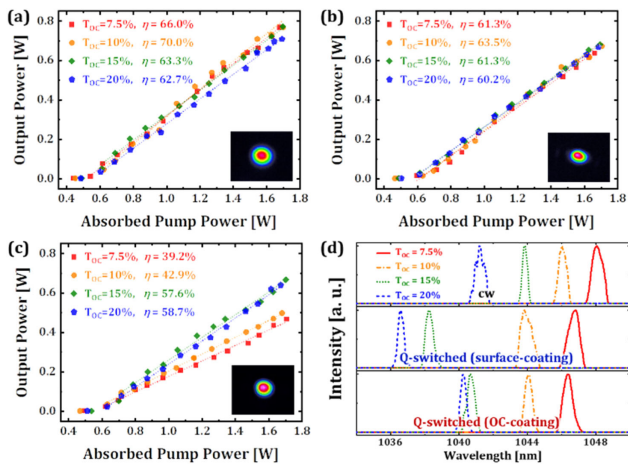 (a)
T_OC=7.5%, η=66.0%
T_OC=10%, η=70.0%
T_OC=15%, η=63.3%
T_OC=20%, η=62.7%
Output Power [W]
0.8
0.6
0.4
0.2
0.0
0.4 0.6 0.8 1.0 1.2 1.4 1.6 1.8
Absorbed Pump Power [W]
(b)
T_OC=7.5%, η=61.3%
T_OC=10%, η=63.5%
T_OC=15%, η=61.3%
T_OC=20%, η=60.2%
Output Power [W]
0.8
0.6
0.4
0.2
0.0
0.4 0.6 0.8 1.0 1.2 1.4 1.6 1.8
Absorbed Pump Power [W]
(c)
T_OC=7.5%, η=39.2%
T_OC=10%, η=42.9%
T_OC=15%, η=57.6%
T_OC=20%, η=58.7%
Output Power [W]
0.8
0.6
0.4
0.2
0.0
0.4 0.6 0.8 1.0 1.2 1.4 1.6 1.8
Absorbed Pump Power [W]
(d)
T_OC = 7.5%
T_OC = 10%
T_OC = 15%
T_OC = 20%
cw
Q-switched (surface-coating)
Q-switched (OC-coating)
Intensity [a. u.]
1036 1040 1044 1048
Wavelength [nm]